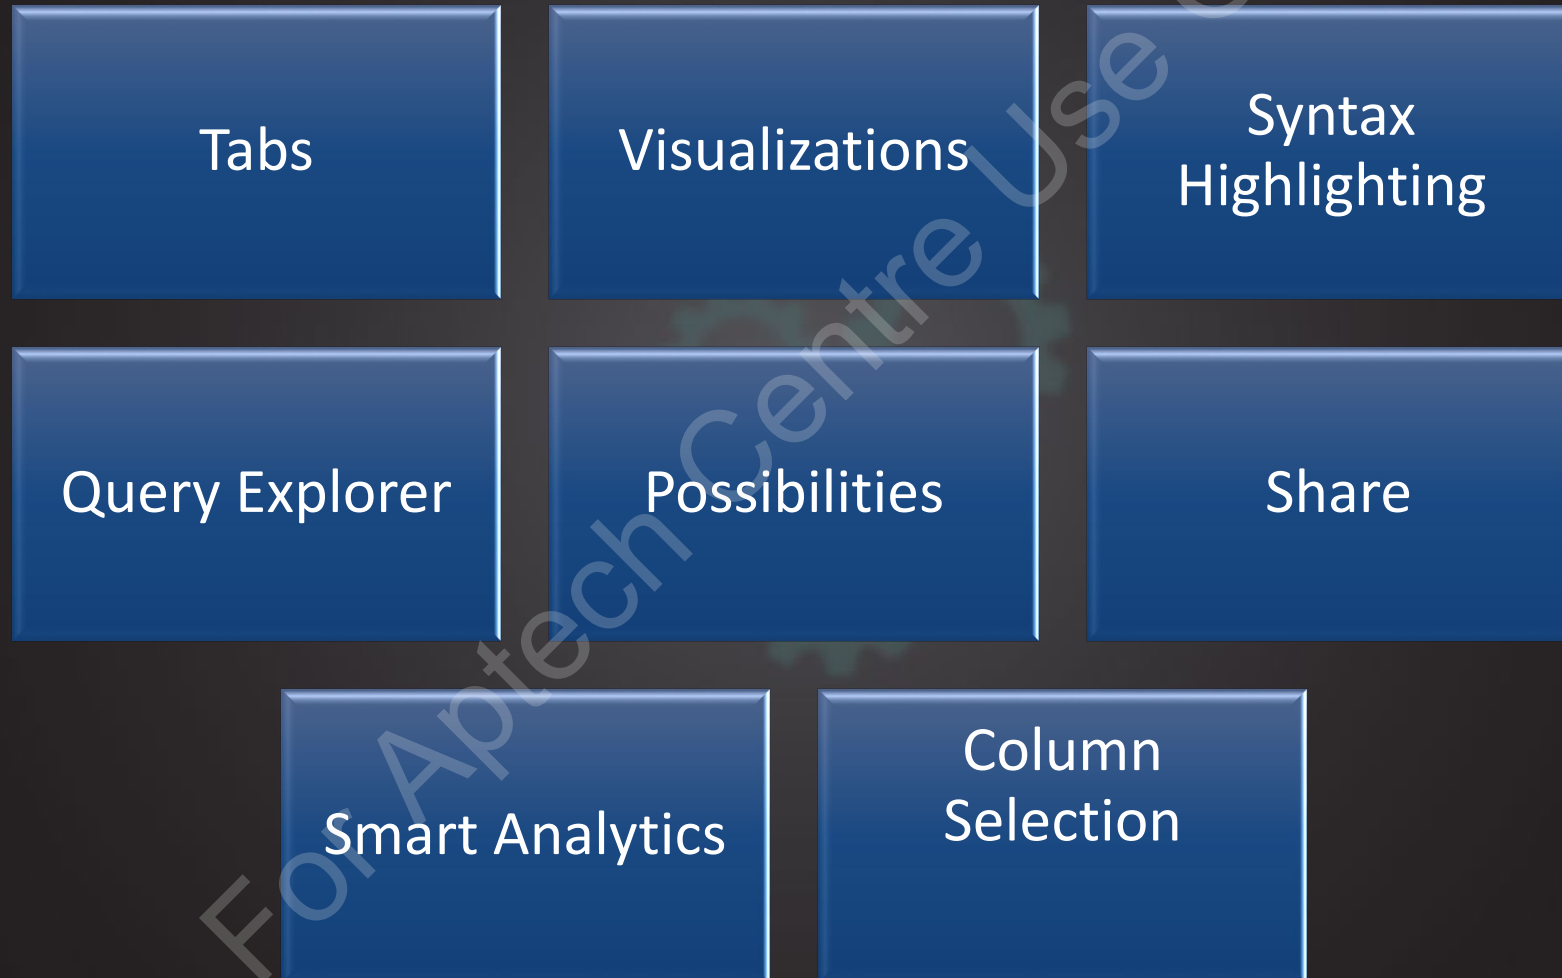 Tabs
Visualizations
Syntax
Highlighting
Query Explorer
Possibilities
Share
Smart Analytics
Column
Selection
For Aptech Centre Use